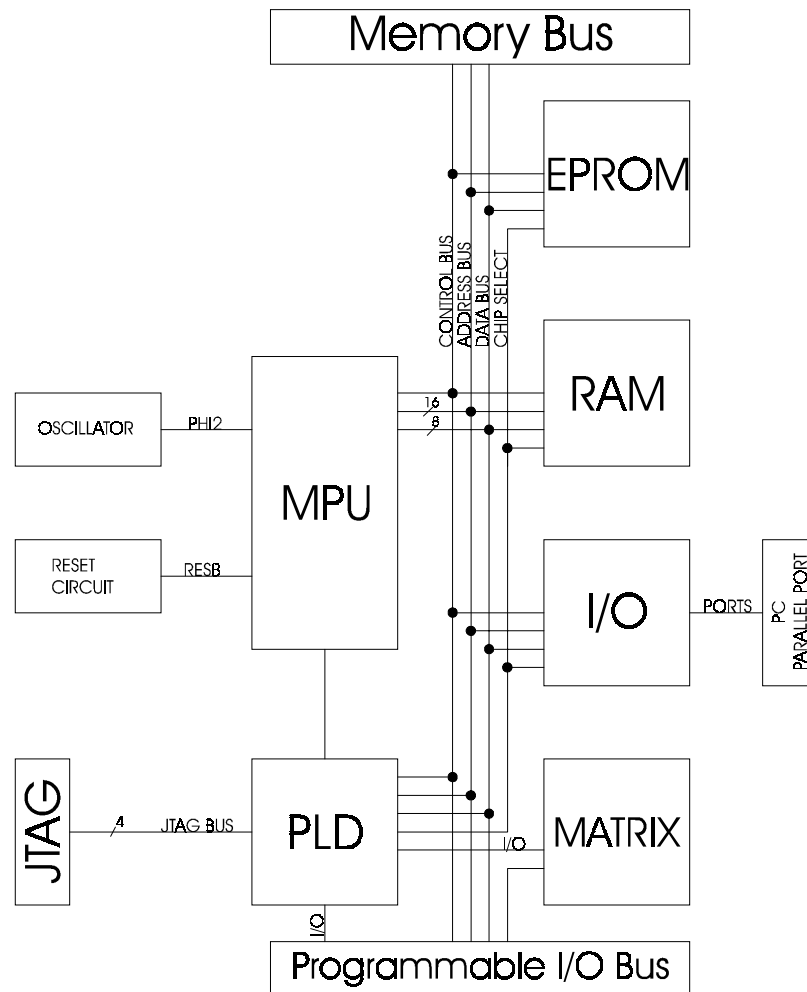 Memory Bus
EPROM
CONTROL BUS
ADDRESS BUS
DATA BUS
CHIP SELECT
RAM
16
8
OSCILLATOR
PHI2
MPU
RESET
CIRCUIT
RESB
I/O
PORTS
PC
PARALLEL PORT
JTAG
4
JTAG BUS
PLD
I/O
MATRIX
I/O
Programmable I/O Bus